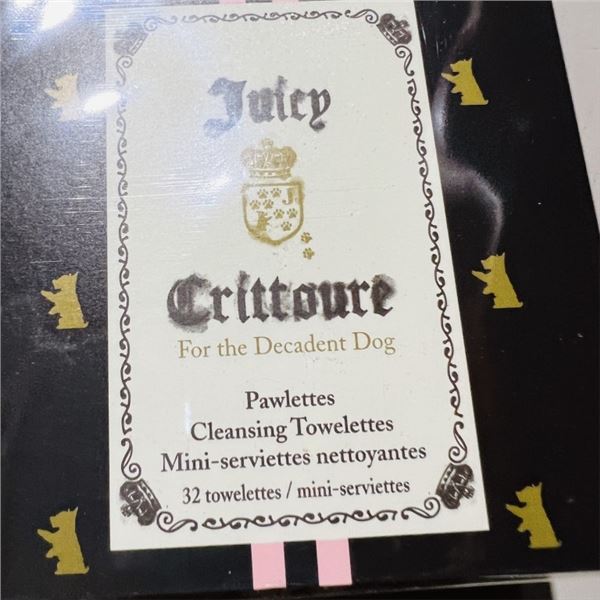 Juicy
J
Crittoure
For the Decadent Dog
Pawlettes
Cleansing Towelettes
Mini-serviettes nettoyantes
32 towelettes / mini-serviettes